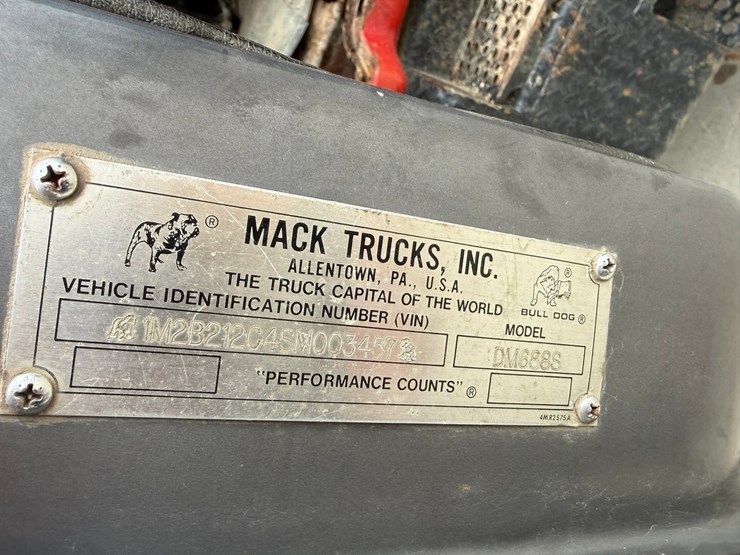 ® MACK TRUCKS, INC.
ALLENTOWN, PA., U.S.A.
THE TRUCK CAPITAL OF THE WORLD
®
BULL DOG ®
VEHICLE IDENTIFICATION NUMBER (VIN)
MODEL
1M2B212C4SM003457
DM688S
"PERFORMANCE COUNTS" ®
4MR2575A